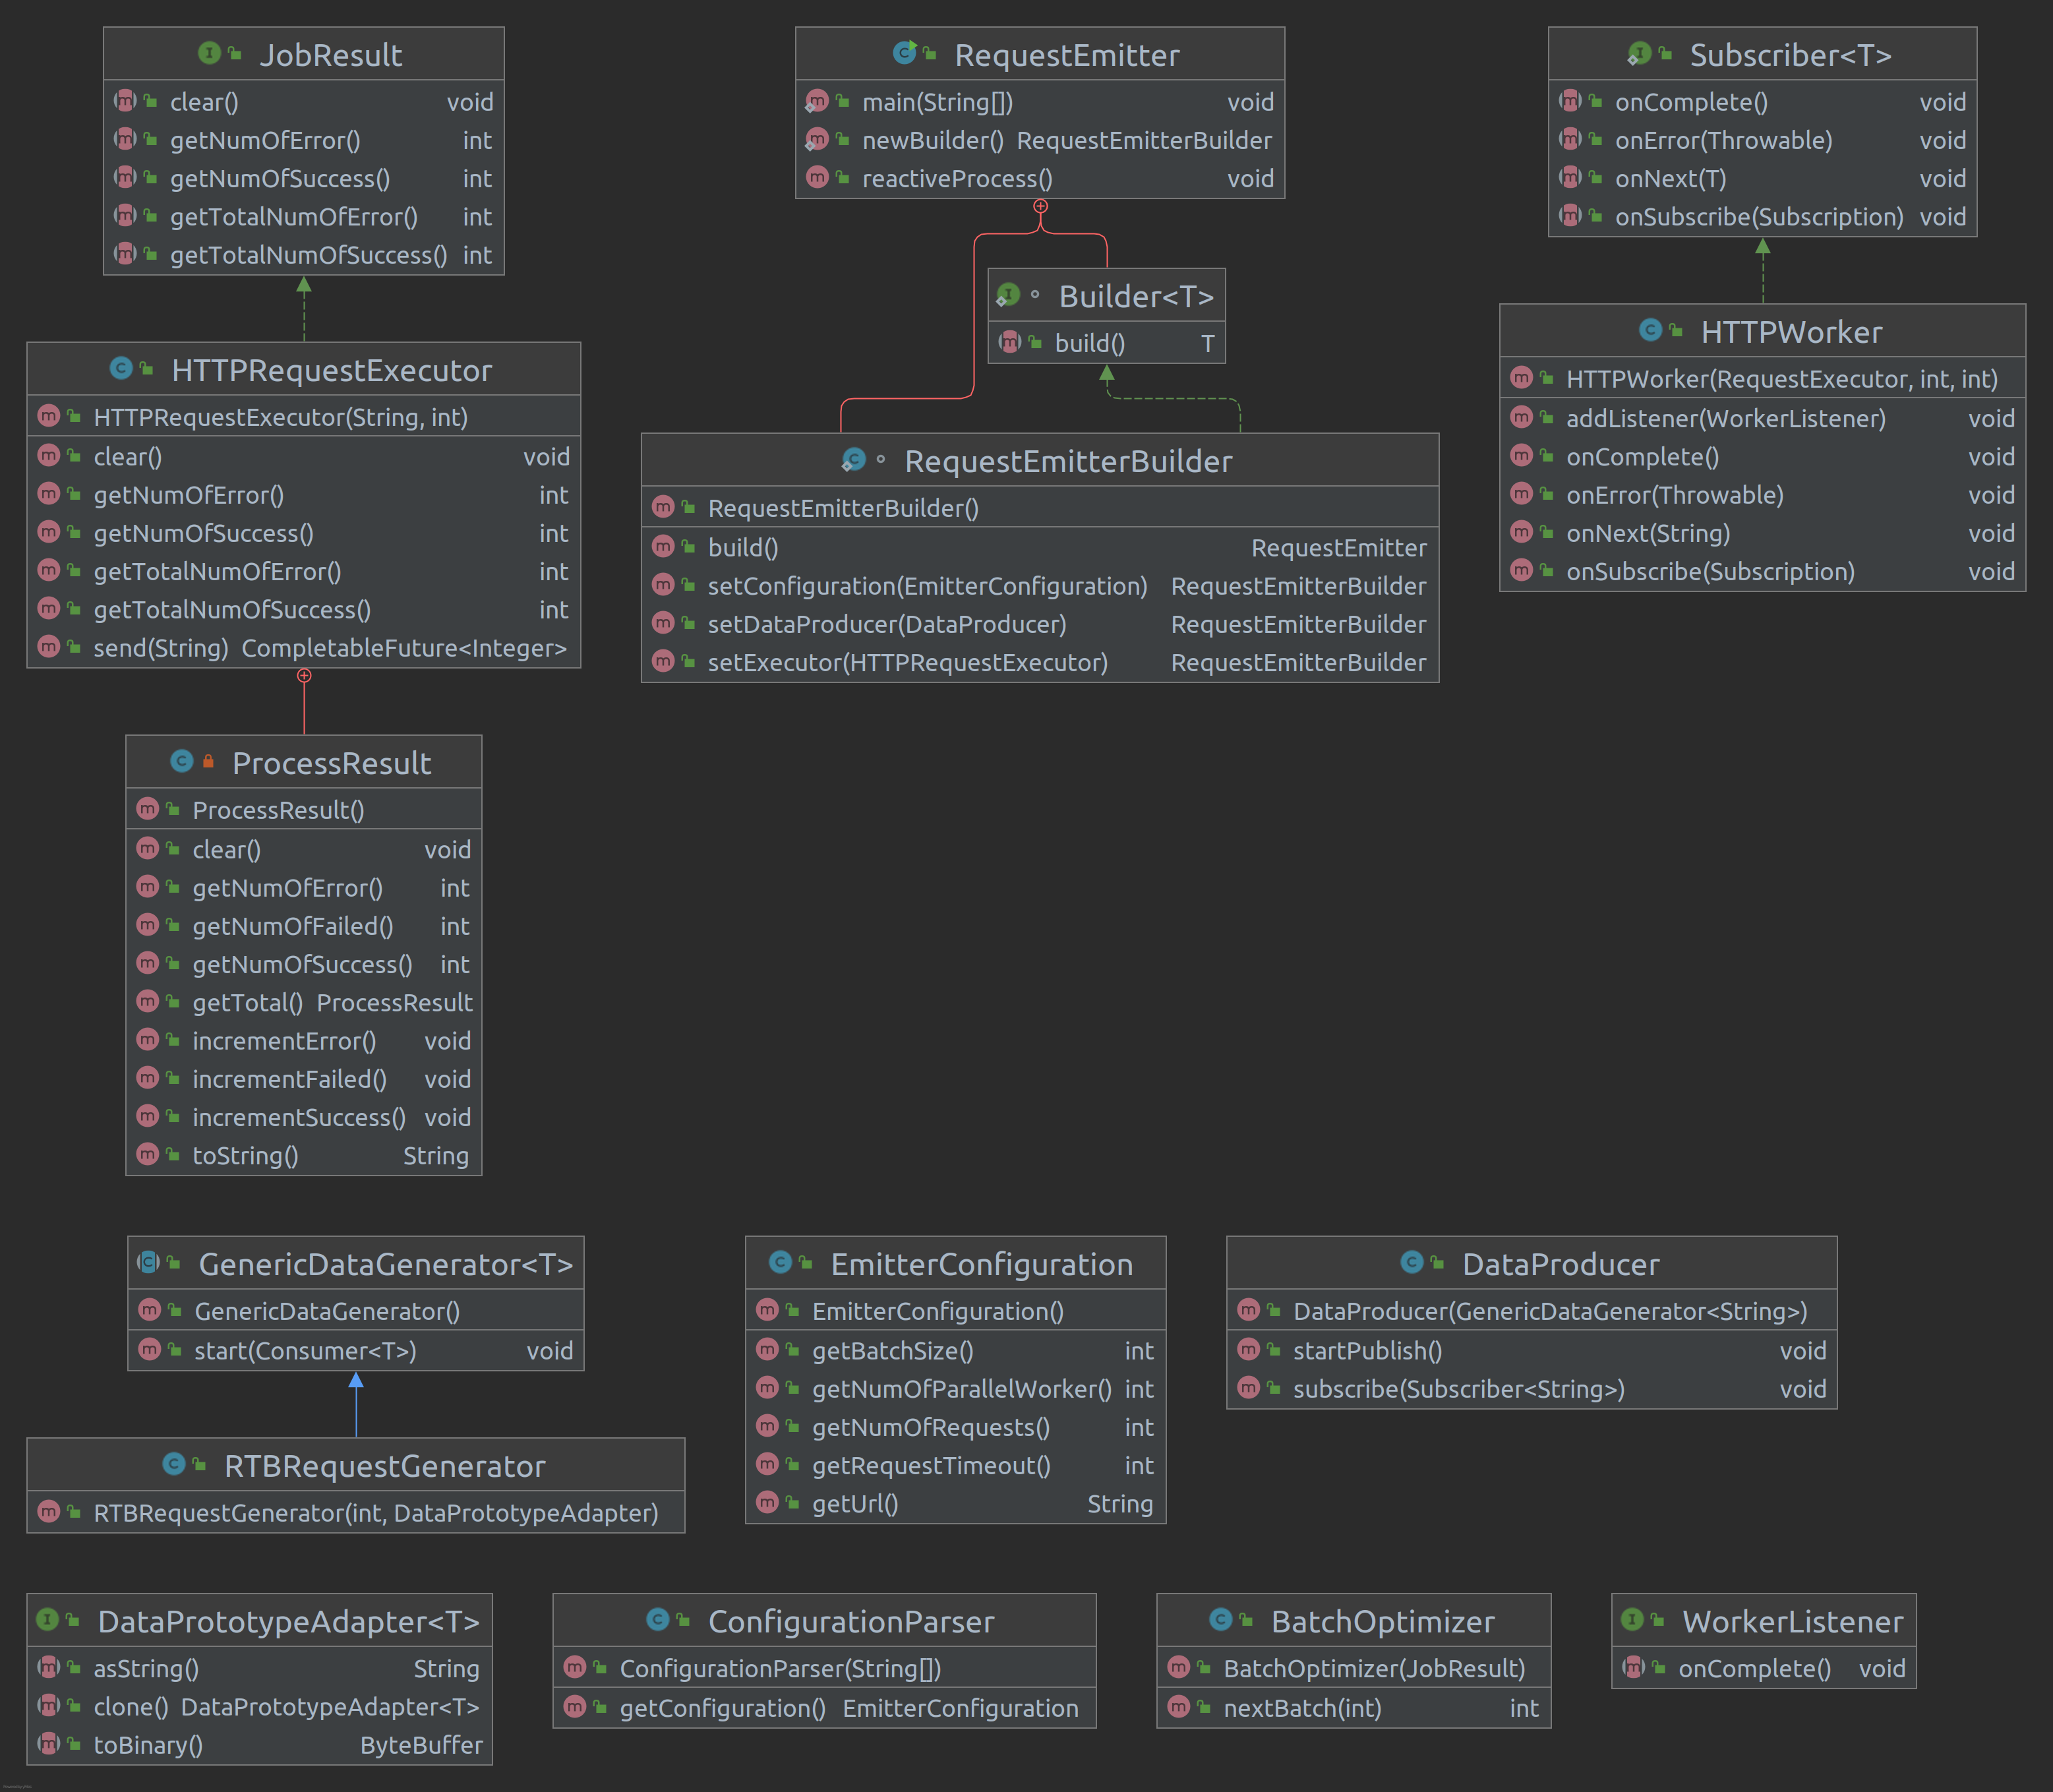 JobResult
clear() void
getNumOfError() int
getNumOfSuccess() int
getTotalNumOfError() int
getTotalNumOfSuccess() int
RequestEmitter
main(String[]) void
newBuilder() RequestEmitterBuilder
reactiveProcess() void
Subscriber<T>
onComplete() void
onError(Throwable) void
onNext(T) void
onSubscribe(Subscription) void
Builder<T>
build() T
HTTPRequestExecutor
HTTPRequestExecutor(String, int)
clear() void
getNumOfError() int
getNumOfSuccess() int
getTotalNumOfError() int
getTotalNumOfSuccess() int
send(String) CompletableFuture<Integer>
RequestEmitterBuilder
RequestEmitterBuilder()
build() RequestEmitter
setConfiguration(EmitterConfiguration) RequestEmitterBuilder
setDataProducer(DataProducer) RequestEmitterBuilder
setExecutor(HTTPRequestExecutor) RequestEmitterBuilder
HTTPWorker
HTTPWorker(RequestExecutor, int, int)
addListener(WorkerListener) void
onComplete() void
onError(Throwable) void
onNext(String) void
onSubscribe(Subscription) void
ProcessResult
ProcessResult()
clear() void
getNumOfError() int
getNumOfFailed() int
getNumOfSuccess() int
getTotal() ProcessResult
incrementError() void
incrementFailed() void
incrementSuccess() void
toString() String
GenericDataGenerator<T>
GenericDataGenerator()
start(Consumer<T>) void
EmitterConfiguration
EmitterConfiguration()
getBatchSize() int
getNumOfParallelWorker() int
getNumOfRequests() int
getRequestTimeout() int
getUrl() String
DataProducer
DataProducer(GenericDataGenerator<String>)
startPublish() void
subscribe(Subscriber<String>) void
RTBRequestGenerator
RTBRequestGenerator(int, DataPrototypeAdapter)
DataPrototypeAdapter<T>
asString() String
clone() DataPrototypeAdapter<T>
toBinary() ByteBuffer
ConfigurationParser
ConfigurationParser(String[])
getConfiguration() EmitterConfiguration
BatchOptimizer
BatchOptimizer(JobResult)
nextBatch(int) int
WorkerListener
onComplete() void